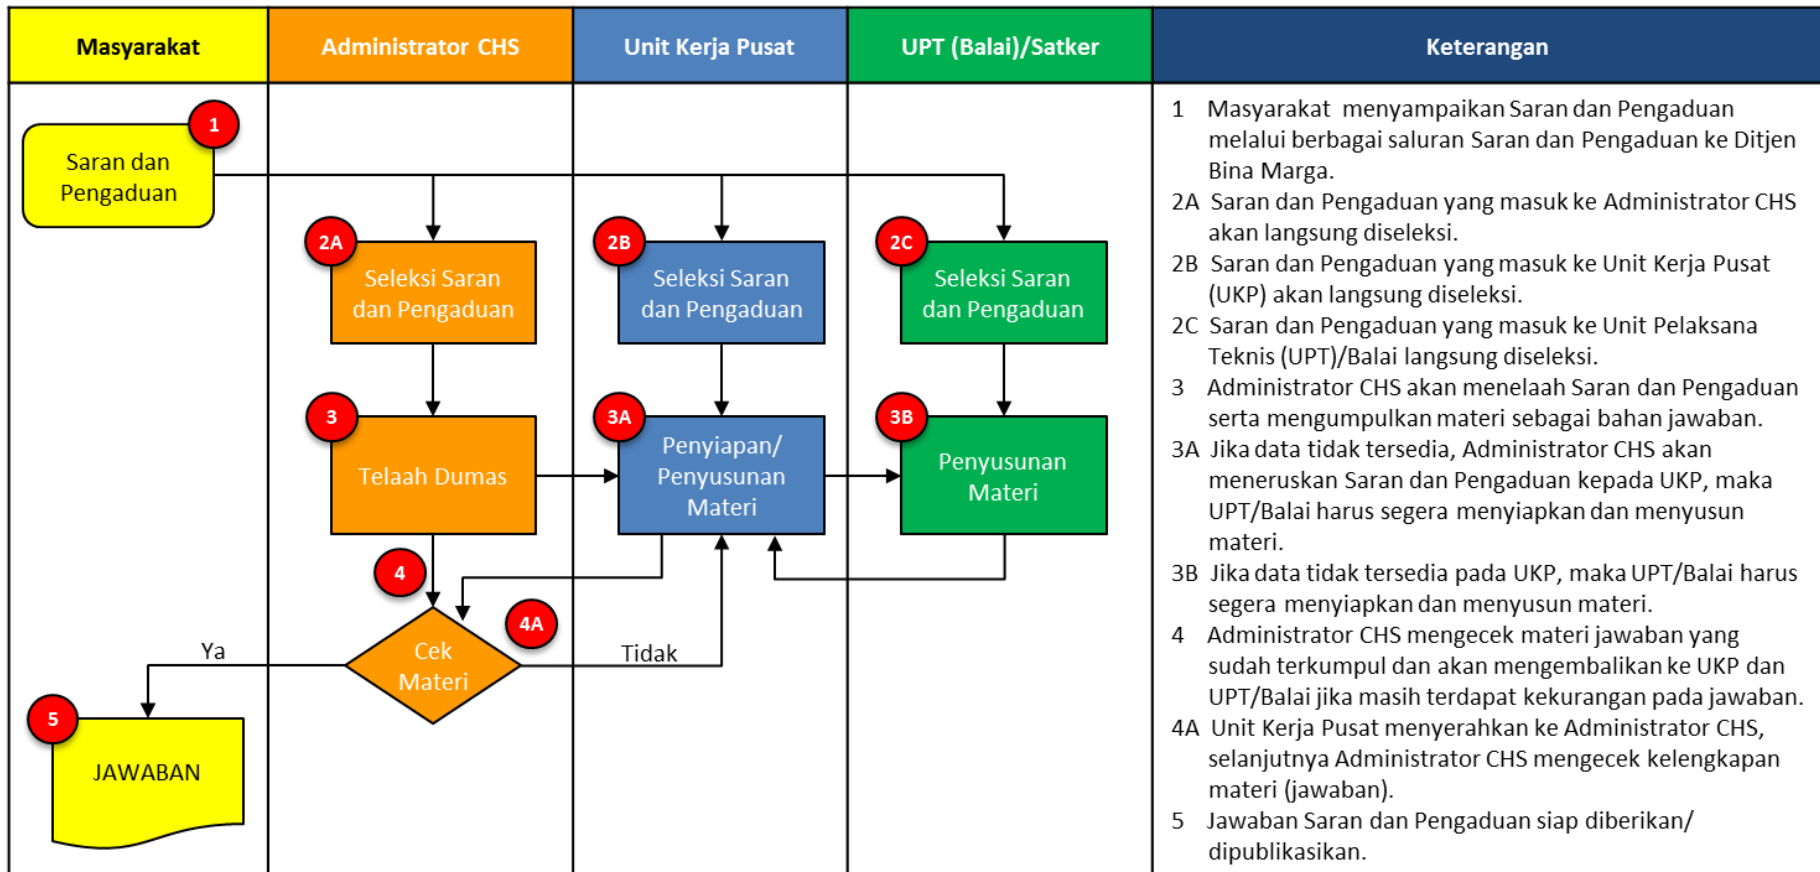 Masyarakat
Administrator CHS
Unit Kerja Pusat
UPT (Balai)/Satker
Keterangan
1
Saran dan
Pengaduan
2A
Seleksi Saran
dan Pengaduan
2B
Seleksi Saran
dan Pengaduan
2C
Seleksi Saran
dan Pengaduan
3
Telaah Dumas
3A
Penyiapan/
Penyusunan
Materi
3B
Penyusunan
Materi
4
4A
Cek
Materi
Ya
Tidak
5
JAWABAN
1 Masyarakat menyampaikan Saran dan Pengaduan
melalui berbagai saluran Saran dan Pengaduan ke Ditjen
Bina Marga.
2A Saran dan Pengaduan yang masuk ke Administrator CHS
akan langsung diseleksi.
2B Saran dan Pengaduan yang masuk ke Unit Kerja Pusat
(UKP) akan langsung diseleksi.
2C Saran dan Pengaduan yang masuk ke Unit Pelaksana
Teknis (UPT)/Balai langsung diseleksi.
3 Administrator CHS akan menelaah Saran dan Pengaduan
serta mengumpulkan materi sebagai bahan jawaban.
3A Jika data tidak tersedia, Administrator CHS akan
meneruskan Saran dan Pengaduan kepada UKP, maka
UPT/Balai harus segera menyiapkan dan menyusun
materi.
3B Jika data tidak tersedia pada UKP, maka UPT/Balai harus
segera menyiapkan dan menyusun materi.
4 Administrator CHS mengecek materi jawaban yang
sudah terkumpul dan akan mengembalikan ke UKP dan
UPT/Balai jika masih terdapat kekurangan pada jawaban.
4A Unit Kerja Pusat menyerahkan ke Administrator CHS,
selanjutnya Administrator CHS mengecek kelengkapan
materi (jawaban).
5 Jawaban Saran dan Pengaduan siap diberikan/
dipublikasikan.